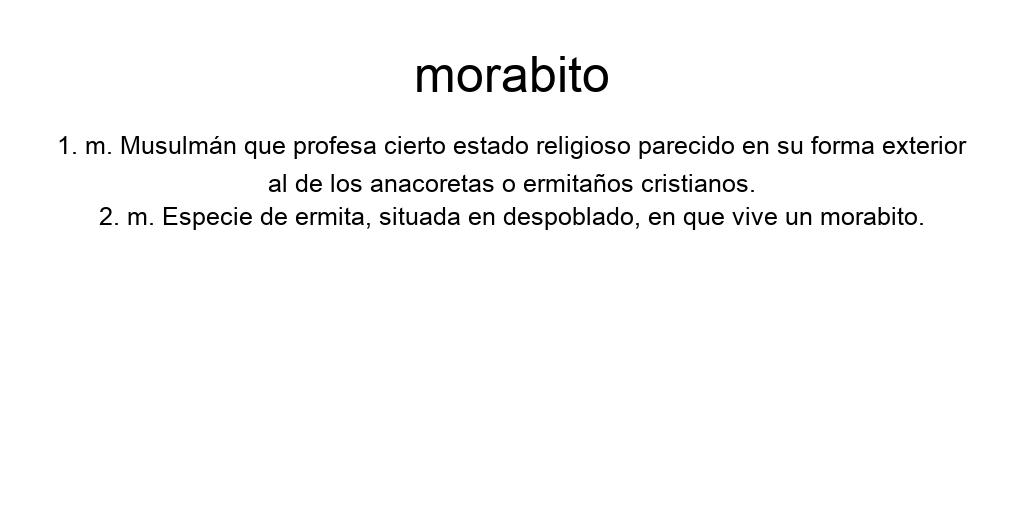 morabito
1. m. Musulmán que profesa cierto estado religioso parecido en su forma exterior
al de los anacoretas o ermitaños cristianos.
2. m. Especie de ermita, situada en despoblado, en que vive un morabito.